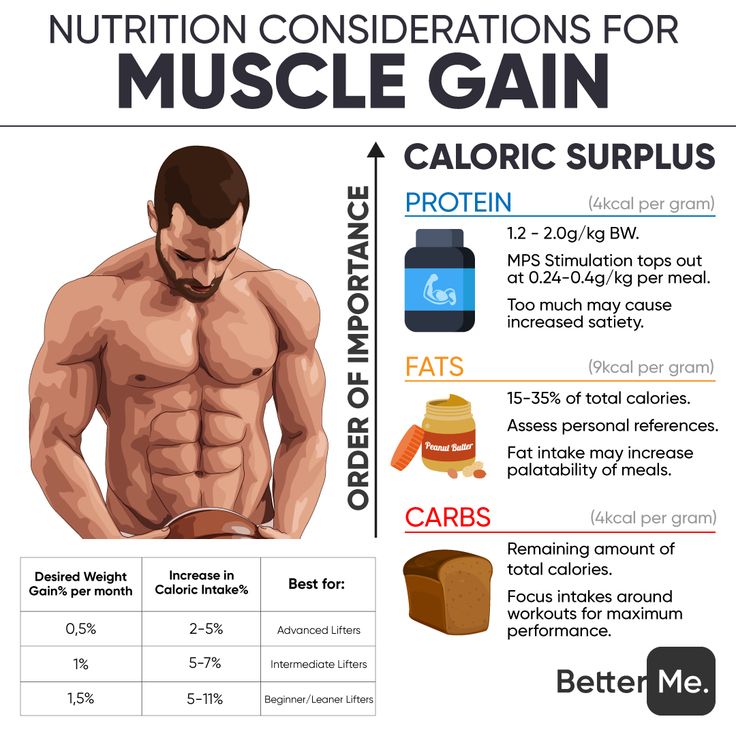 NUTRITION CONSIDERATIONS FOR
MUSCLE GAIN
ORDER OF IMPORTANCE
CALORIC SURPLUS
PROTEIN (4kcal per gram)
1.2 - 2.0g/kg BW.
MPS Stimulation tops out
at 0.24-0.4g/kg per meal.
Too much may cause
increased satiety.
FATS (9kcal per gram)
15-35% of total calories.
Assess personal references.
Peanut Butter
Fat intake may increase
palatability of meals.
CARBS (4kcal per gram)
Remaining amount of
total calories.
Focus intakes around
workouts for maximum
performance.
Desired Weight
Gain% per month
Increase in
Caloric Intake%
Best for:
0,5% 2-5% Advanced Lifters
1% 5-7% Intermediate Lifters
1,5% 5-11% Beginner/Leaner Lifters
BetterMe.